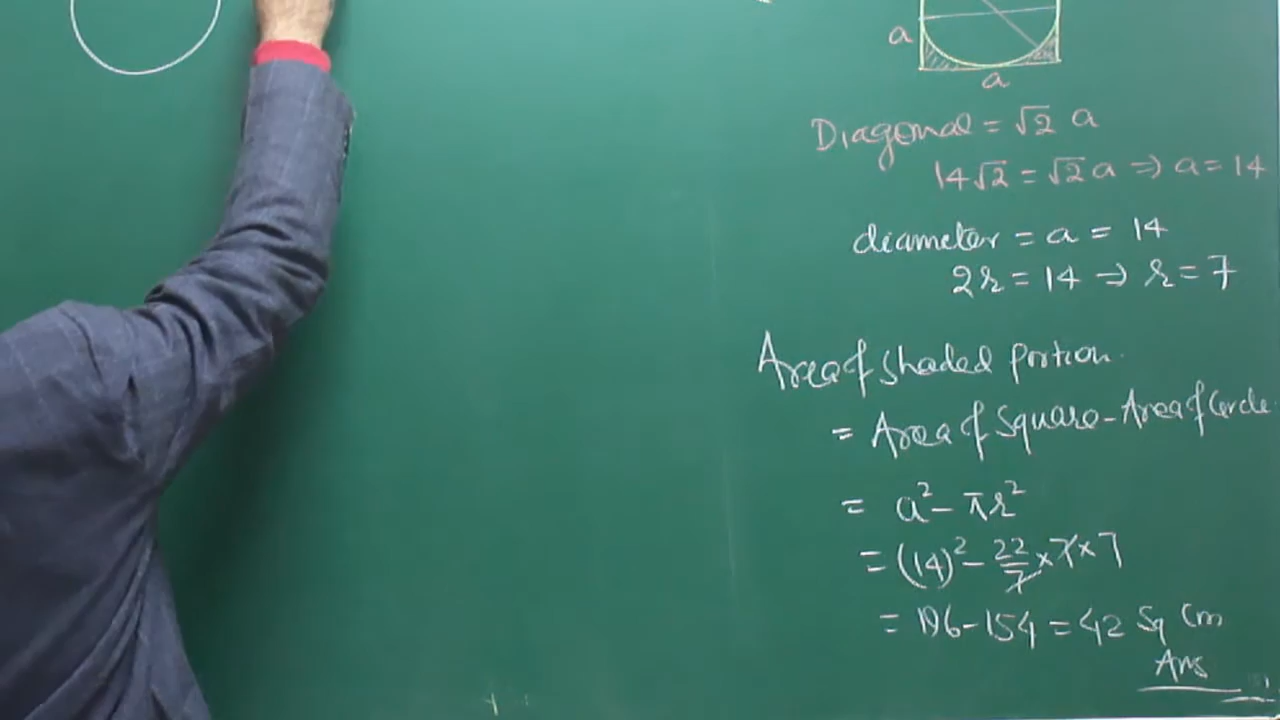 a
a
Diagonal = √2 a
14√2 = √2 a => a = 14
diameter = a = 14
2r = 14 => r = 7
Area of shaded portion.
= Area of Square - Area of Circle.
= a² - πr²
= (14)² - 22/7 × 7 × 7
= 196 - 154 = 42 Sq Cm
Ans